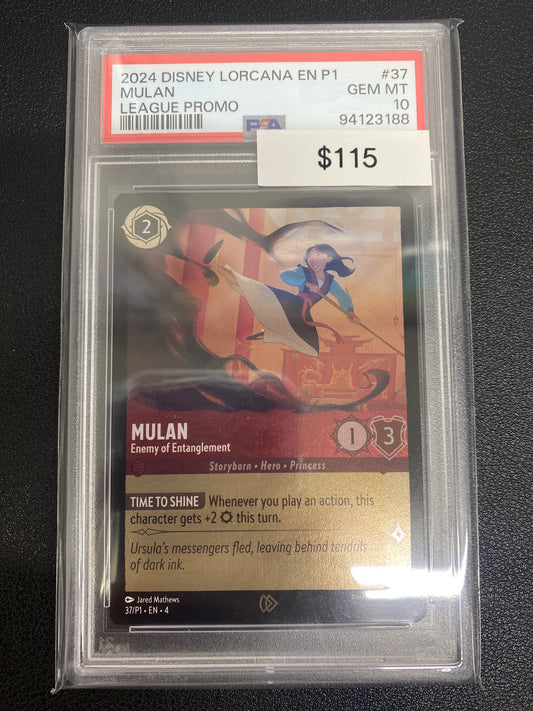 2024 DISNEY LORCANA EN P1 #37
MULAN GEM MT
LEAGUE PROMO 10
94123188
PSA
$115
2
MULAN
Enemy of Entanglement
1 3
Storyborn • Hero • Princess
TIME TO SHINE Whenever you play an action, this
character gets +2 this turn.
Ursula's messengers fled, leaving behind tendrils
of dark ink.
Jared Mathews
37/P1 • EN • 4